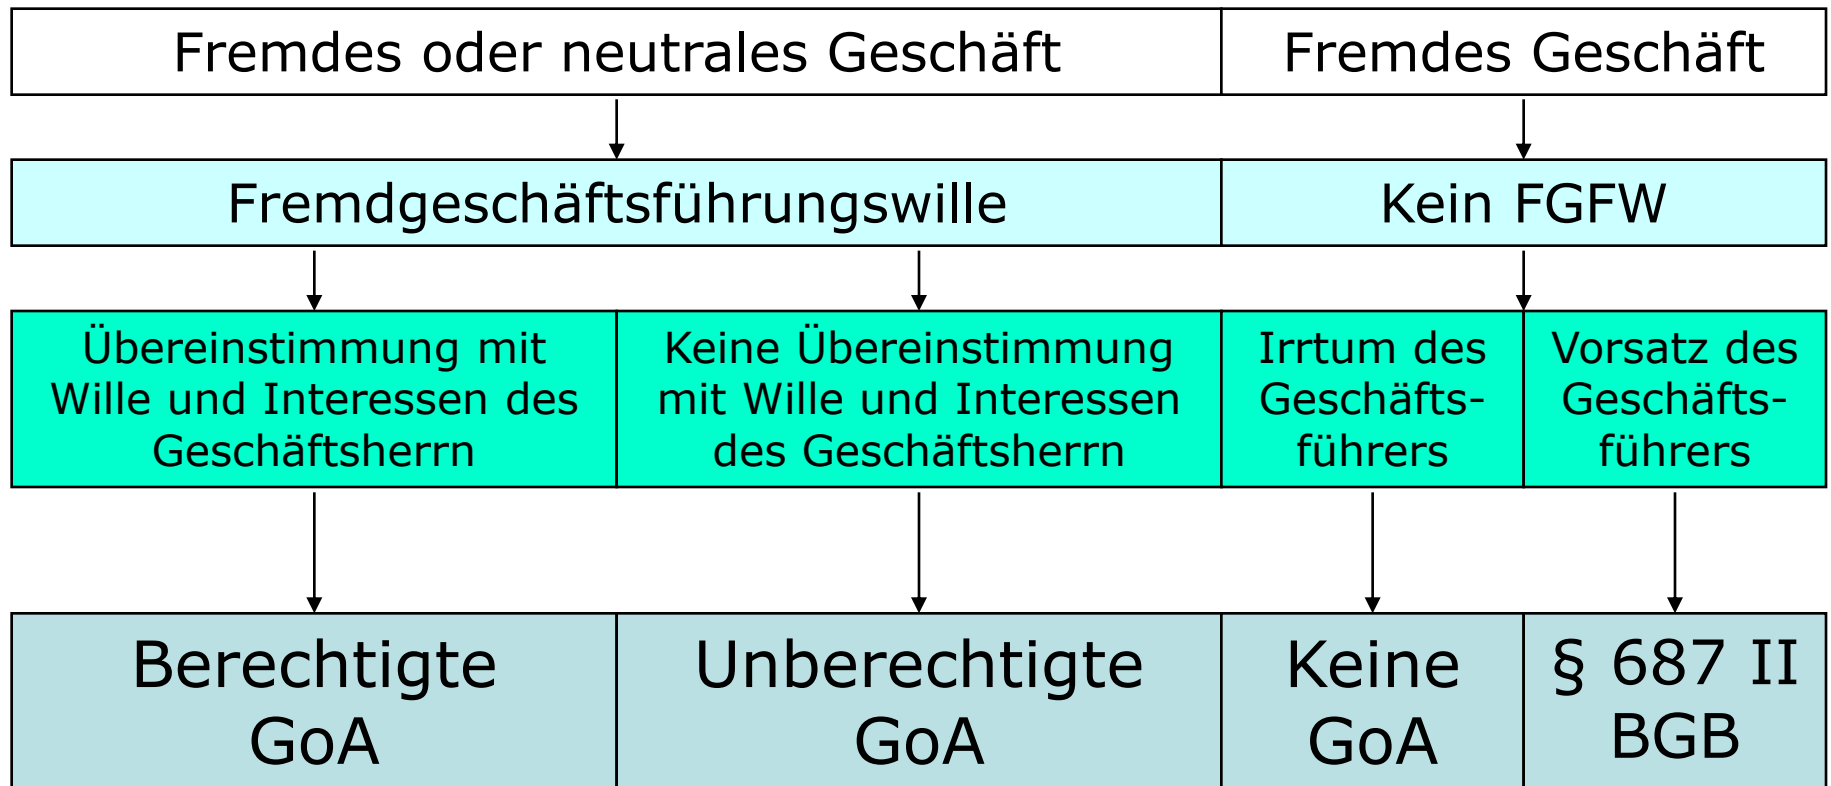 Fremdes oder neutrales Geschäft
Fremdes Geschäft
Fremdgeschäftsführungswille
Kein FGFW
Übereinstimmung mit
Wille und Interessen des
Geschäftsherrn
Keine Übereinstimmung
mit Wille und Interessen
des Geschäftsherrn
Irrtum des
Geschäfts-
führers
Vorsatz des
Geschäfts-
führers
Berechtigte
GoA
Unberechtigte
GoA
Keine
GoA
§ 687 II
BGB